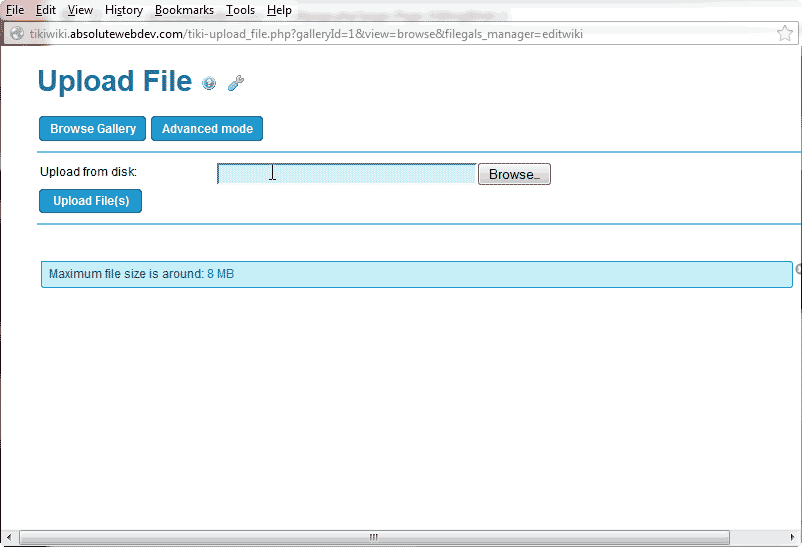 File Edit View History Bookmarks Tools Help
tikiwiki.absolutewebdev.com/tiki-upload_file.php?galleryId=1&view=browse&filegals_manager=editwiki
Upload File
Browse Gallery Advanced mode
Upload from disk: Browse...
Upload File(s)
Maximum file size is around: 8 MB